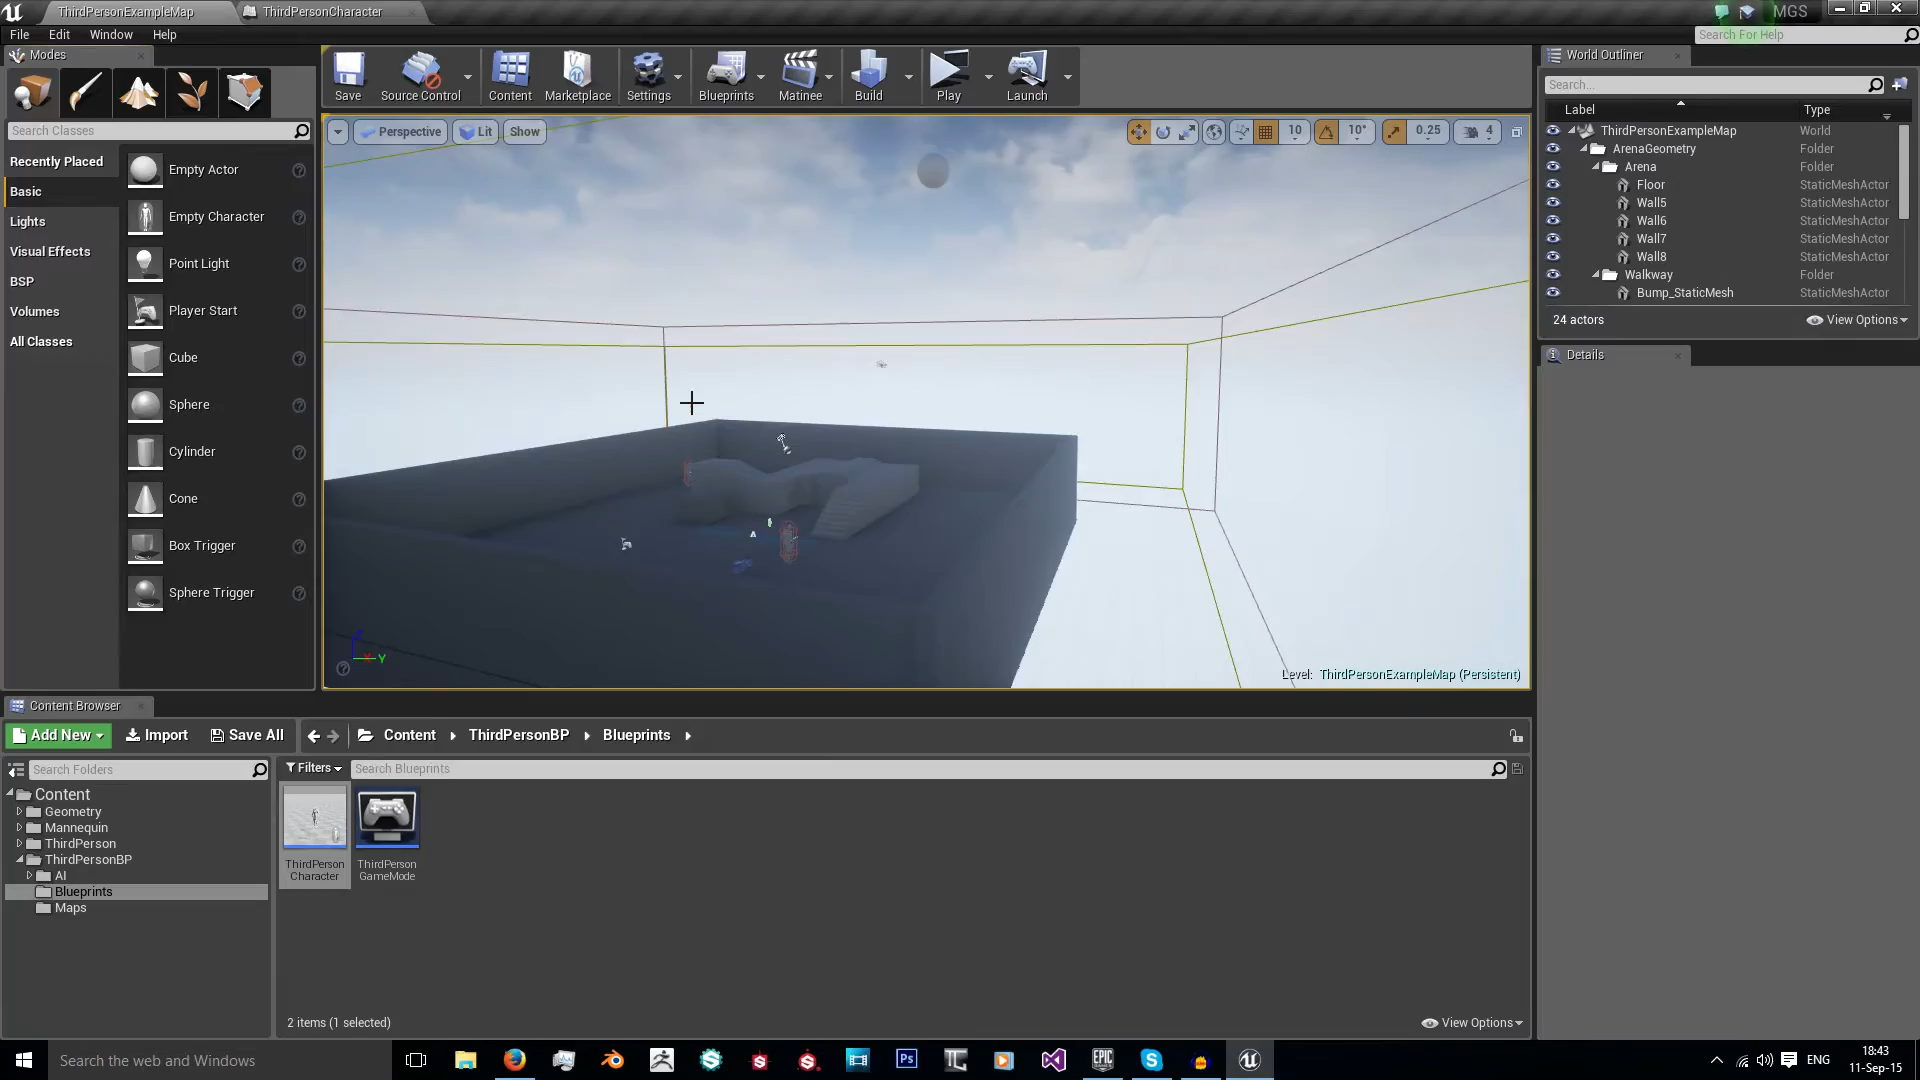 ThirdPersonExampleMap
ThirdPersonCharacter
MGS
File Edit Window Help
Search For Help
Modes
Save
Source Control
Content
Marketplace
Settings
Blueprints
Matinee
Build
Play
Launch
World Outliner
Search...
Label Type
Search Classes
Perspective Lit Show
10 10° 0.25 4
Recently Placed
Basic
Lights
Visual Effects
BSP
Volumes
All Classes
Empty Actor
Empty Character
Point Light
Player Start
Cube
Sphere
Cylinder
Cone
Box Trigger
Sphere Trigger
ThirdPersonExampleMap World
ArenaGeometry Folder
Arena Folder
Floor StaticMeshActor
Wall5 StaticMeshActor
Wall6 StaticMeshActor
Wall7 StaticMeshActor
Wall8 StaticMeshActor
Walkway Folder
Bump_StaticMesh StaticMeshActor
24 actors
View Options
Details
Z
X Y
Level: ThirdPersonExampleMap (Persistent)
Content Browser
Add New Import Save All
Content ThirdPersonBP Blueprints
Search Folders
Filters Search Blueprints
Content
Geometry
Mannequin
ThirdPerson
ThirdPersonBP
AI
Blueprints
Maps
ThirdPerson
Character
ThirdPerson
GameMode
2 items (1 selected)
View Options
Search the web and Windows
Ps
EPIC
GAMES
ENG
18:43
11-Sep-15